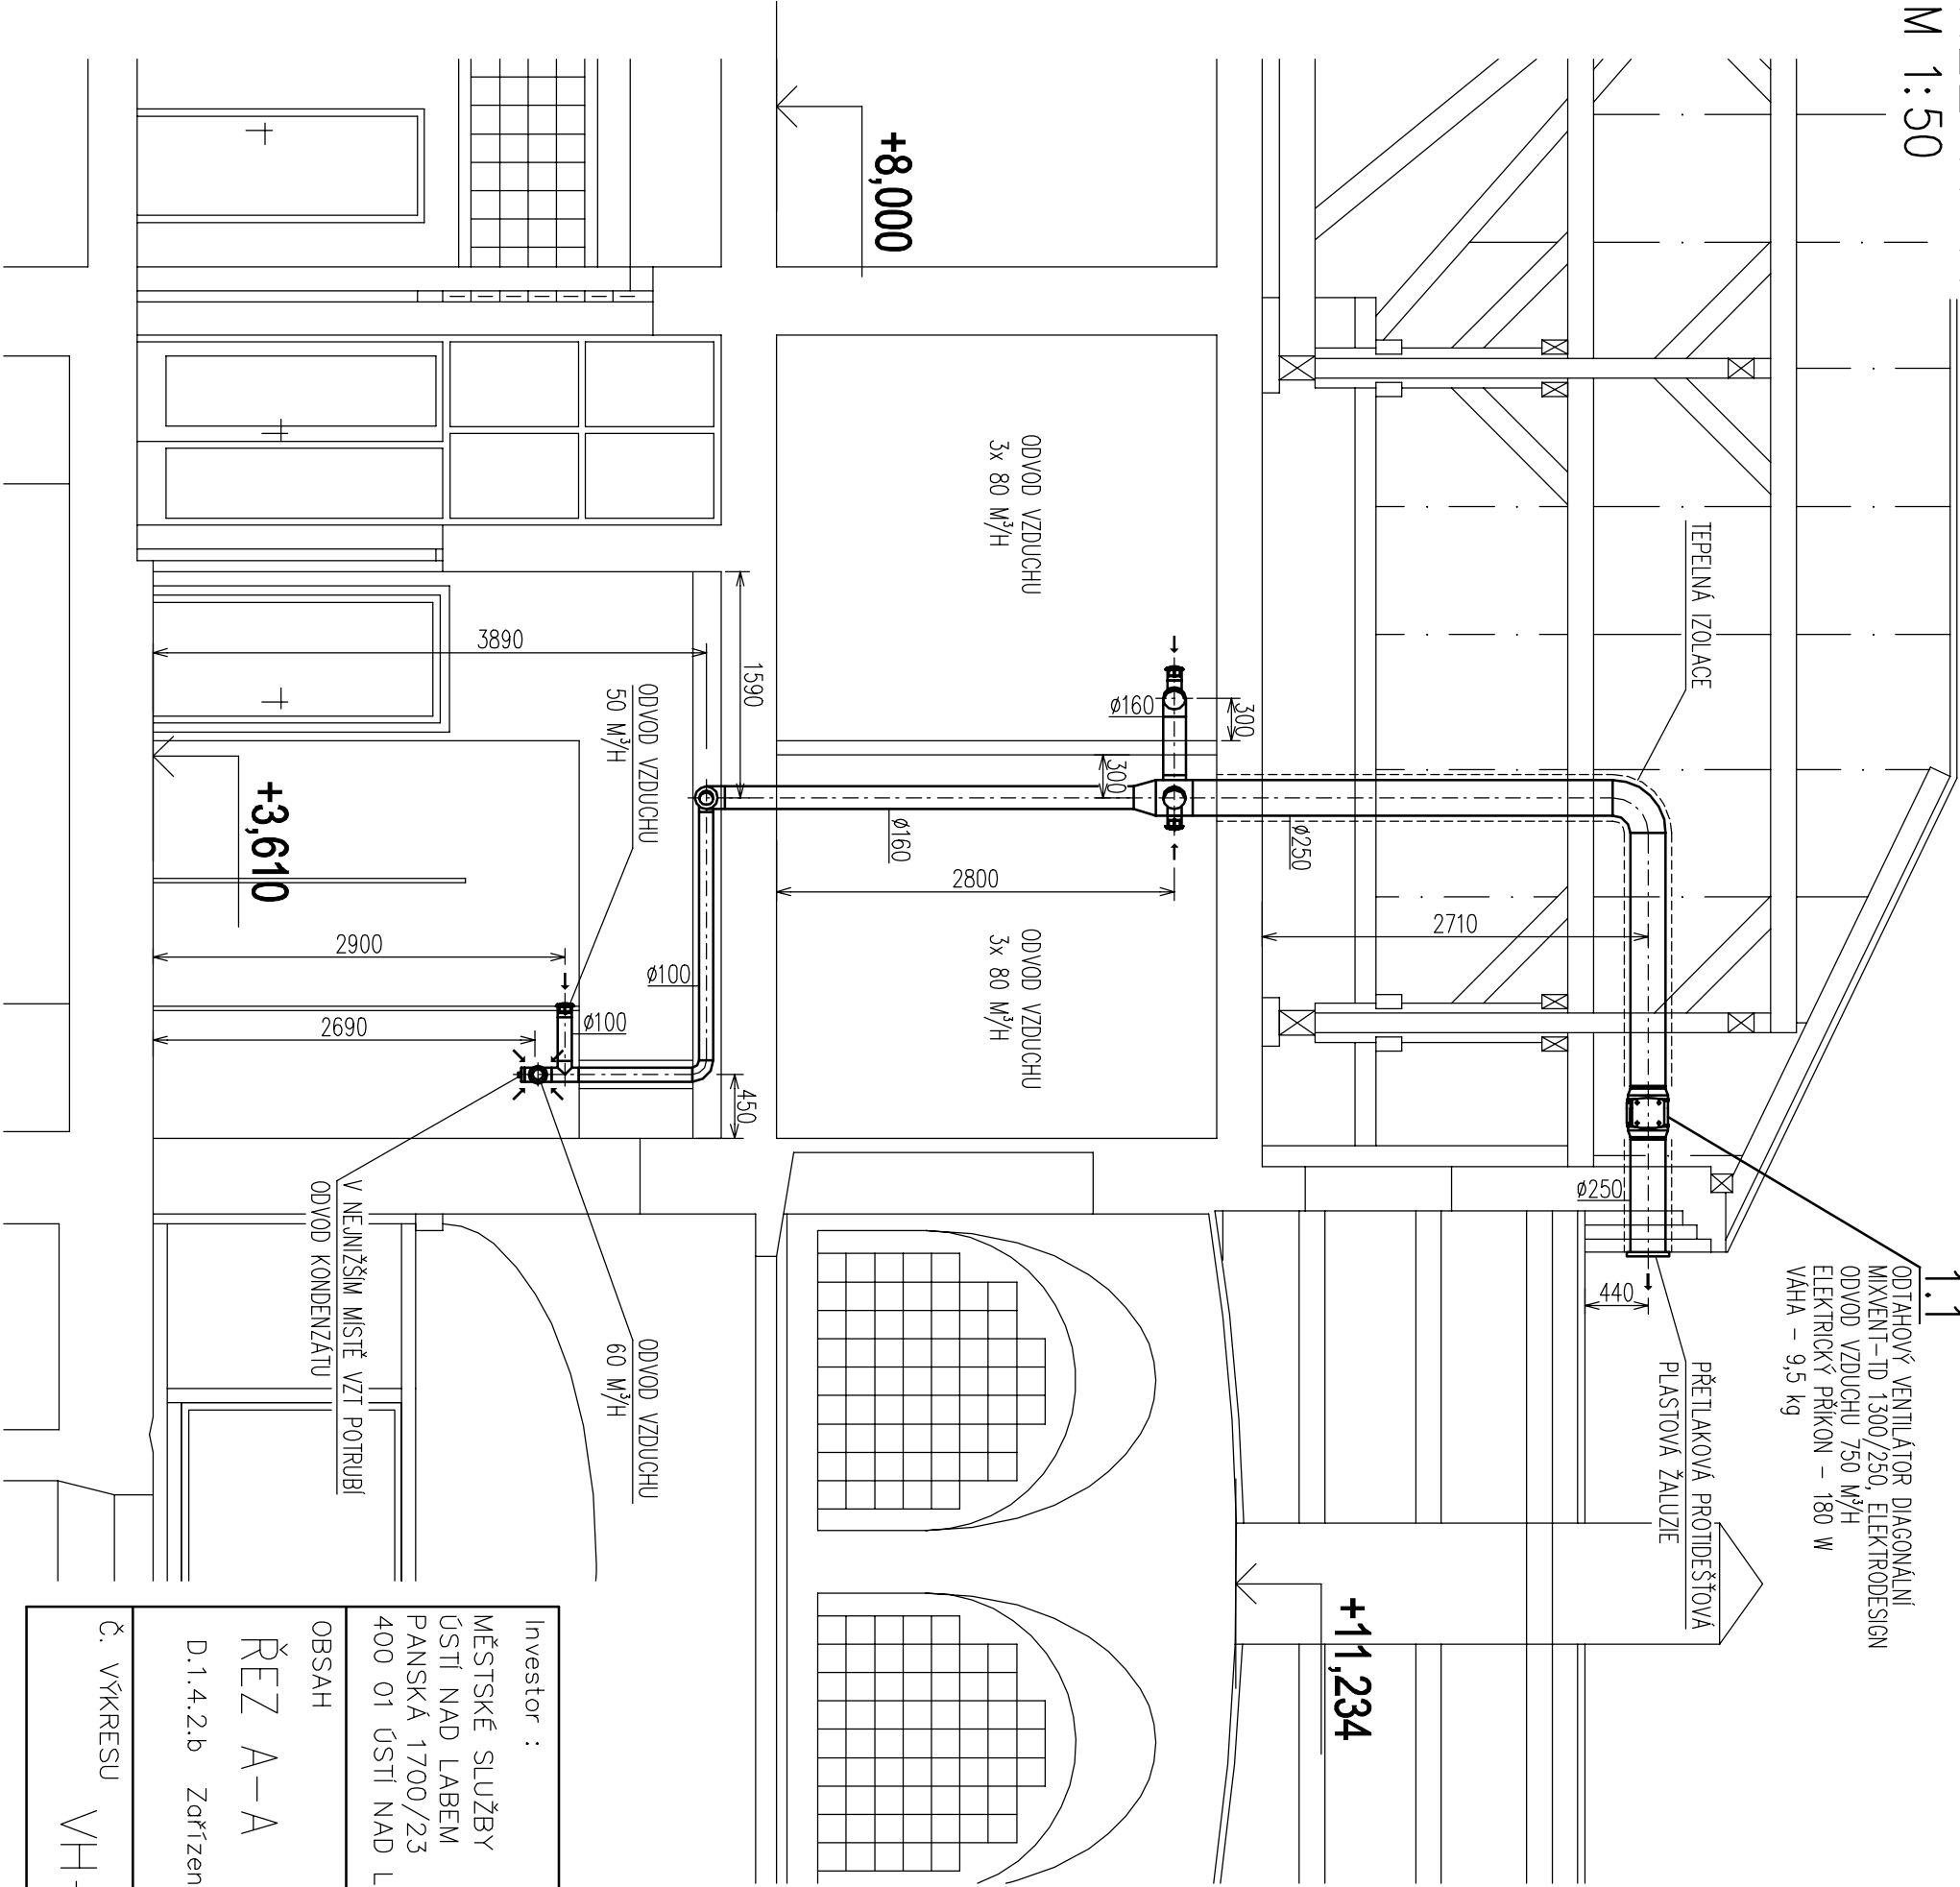 M 1:50
+8,000
ODVOD VZDUCHU
3x 80 M³/H
TEPELNÁ IZOLACE
3890
1590
ODVOD VZDUCHU
50 M³/H
ø160
300
300
+3,610
ø160
ø250
2800
2710
2900
ø100
ODVOD VZDUCHU
3x 80 M³/H
2690
ø100
450
V NEJNIŽŠÍM MÍSTĚ VZT POTRUBÍ
ODVOD KONDENZÁTU
ODVOD VZDUCHU
60 M³/H
ø250
440
1.1
ODTAHOVÝ VENTILÁTOR DIAGONÁLNÍ
MIXVENT-TD 1300/250, ELEKTRODESIGN
ODVOD VZDUCHU 750 M³/H
ELEKTRICKÝ PŘÍKON - 180 W
VÁHA - 9,5 kg
PŘETLAKOVÁ PROTIDEŠŤOVÁ
PLASTOVÁ ŽALUZIE
+11,234
Investor :
MĚSTSKÉ SLUŽBY
ÚSTÍ NAD LABEM
PANSKÁ 1700/23
400 01 ÚSTÍ NAD L
OBSAH
ŘEZ A-A
D.1.4.2.b Zařízen
Č. VÝKRESU VH-